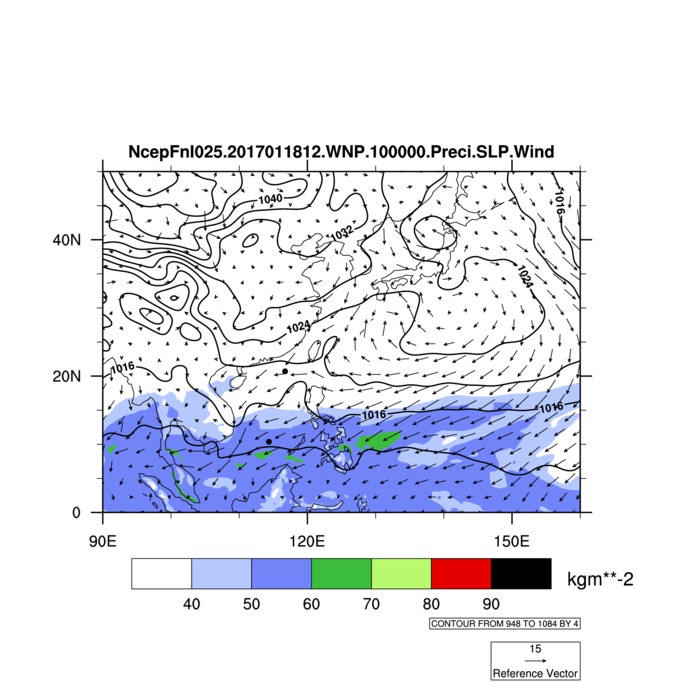 NcepFnl025.2017011812.WNP.100000.Preci.SLP.Wind
1040
1016
1032
40N
1024
1024
1016
20N
1016
1016
0
90E
120E
150E
kgm**-2
40
50
60
70
80
90
CONTOUR FROM 948 TO 1084 BY 4
15
Reference Vector